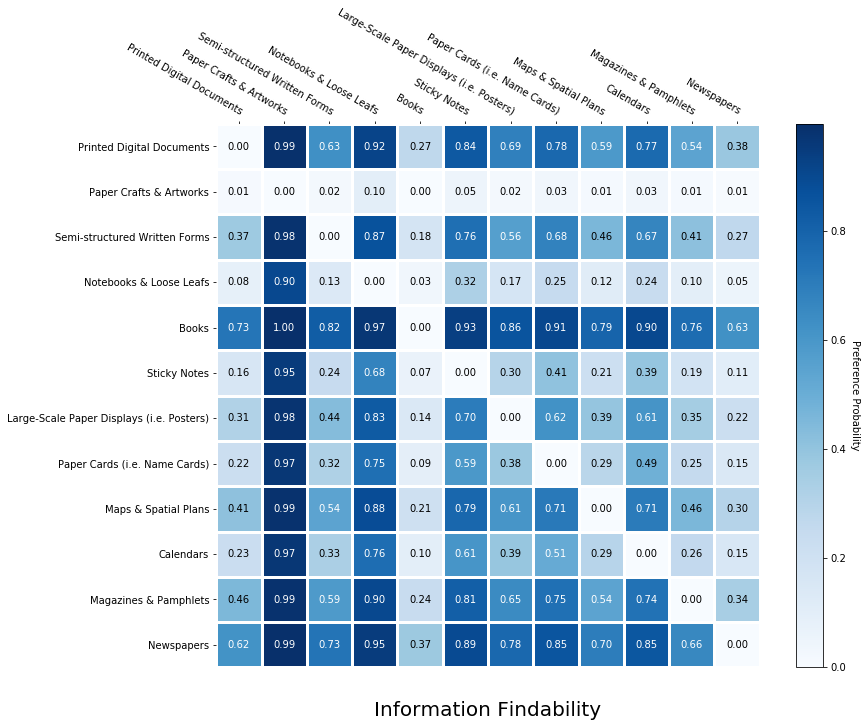 Printed Digital Documents
Paper Crafts & Artworks
Semi-structured Written Forms
Notebooks & Loose Leafs
Books
Sticky Notes
Large-Scale Paper Displays (i.e. Posters)
Paper Cards (i.e. Name Cards)
Maps & Spatial Plans
Calendars
Magazines & Pamphlets
Newspapers
Printed Digital Documents 0.00 0.99 0.63 0.92 0.27 0.84 0.69 0.78 0.59 0.77 0.54 0.38
Paper Crafts & Artworks 0.01 0.00 0.02 0.10 0.00 0.05 0.02 0.03 0.01 0.03 0.01 0.01
Semi-structured Written Forms 0.37 0.98 0.00 0.87 0.18 0.76 0.56 0.68 0.46 0.67 0.41 0.27
Notebooks & Loose Leafs 0.08 0.90 0.13 0.00 0.03 0.32 0.17 0.25 0.12 0.24 0.10 0.05
Books 0.73 1.00 0.82 0.97 0.00 0.93 0.86 0.91 0.79 0.90 0.76 0.63
Sticky Notes 0.16 0.95 0.24 0.68 0.07 0.00 0.30 0.41 0.21 0.39 0.19 0.11
Large-Scale Paper Displays (i.e. Posters) 0.31 0.98 0.44 0.83 0.14 0.70 0.00 0.62 0.39 0.61 0.35 0.22
Paper Cards (i.e. Name Cards) 0.22 0.97 0.32 0.75 0.09 0.59 0.38 0.00 0.29 0.49 0.25 0.15
Maps & Spatial Plans 0.41 0.99 0.54 0.88 0.21 0.79 0.61 0.71 0.00 0.71 0.46 0.30
Calendars 0.23 0.97 0.33 0.76 0.10 0.61 0.39 0.51 0.29 0.00 0.26 0.15
Magazines & Pamphlets 0.46 0.99 0.59 0.90 0.24 0.81 0.65 0.75 0.54 0.74 0.00 0.34
Newspapers 0.62 0.99 0.73 0.95 0.37 0.89 0.78 0.85 0.70 0.85 0.66 0.00
0.8
0.6
0.4
0.2
0.0
Preference Probability
Information Findability